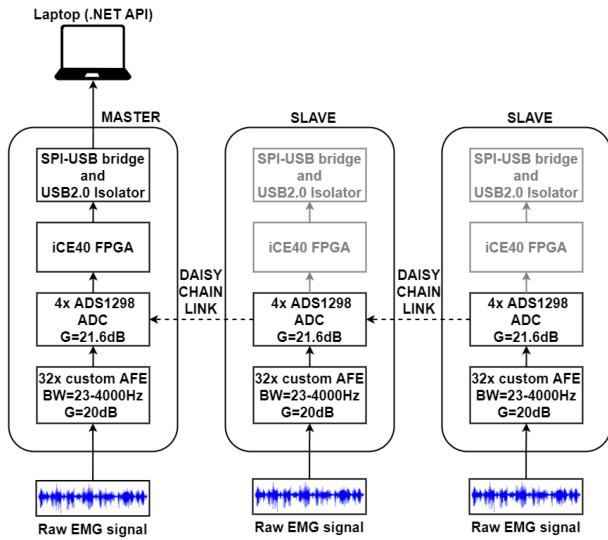 Laptop (.NET API)
MASTER
SPI-USB bridge
and
USB2.0 Isolator
iCE40 FPGA
4x ADS1298
ADC
G=21.6dB
32x custom AFE
BW=23-4000Hz
G=20dB
Raw EMG signal
DAISY
CHAIN
LINK
SLAVE
SPI-USB bridge
and
USB2.0 Isolator
iCE40 FPGA
4x ADS1298
ADC
G=21.6dB
32x custom AFE
BW=23-4000Hz
G=20dB
Raw EMG signal
DAISY
CHAIN
LINK
SLAVE
SPI-USB bridge
and
USB2.0 Isolator
iCE40 FPGA
4x ADS1298
ADC
G=21.6dB
32x custom AFE
BW=23-4000Hz
G=20dB
Raw EMG signal